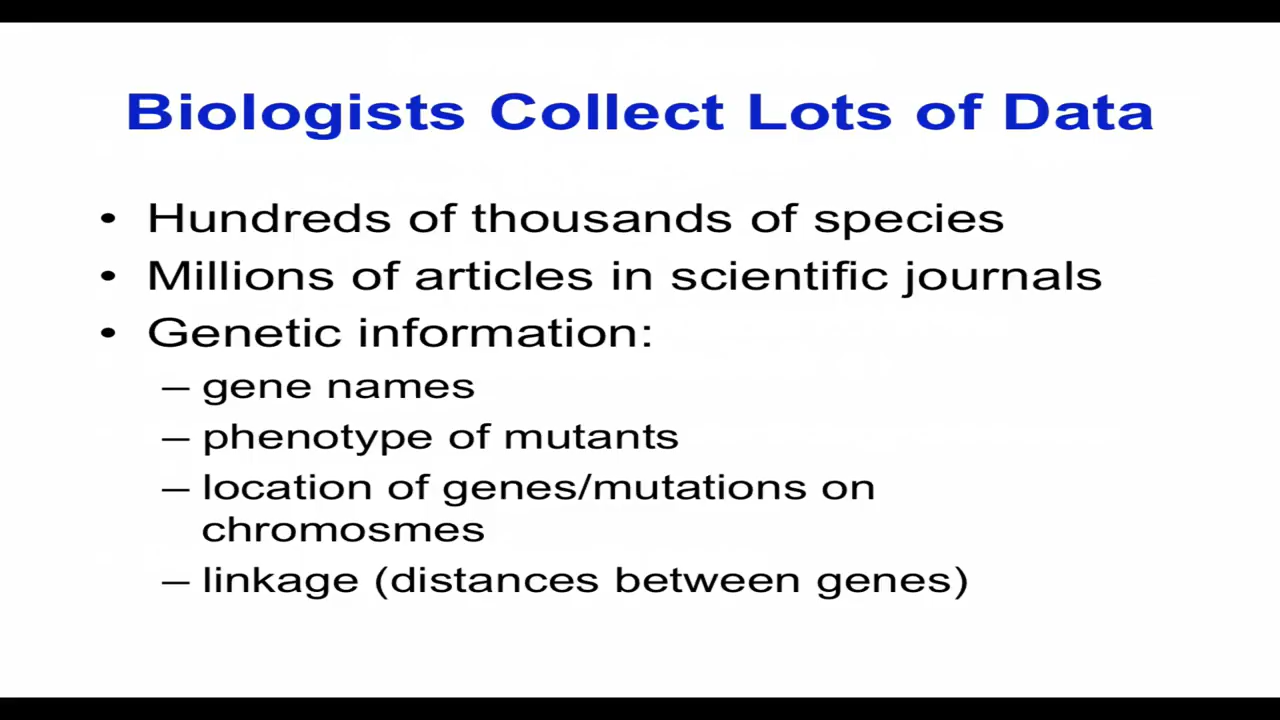 Biologists Collect Lots of Data
• Hundreds of thousands of species
• Millions of articles in scientific journals
• Genetic information:
– gene names
– phenotype of mutants
– location of genes/mutations on
chromosmes
– linkage (distances between genes)